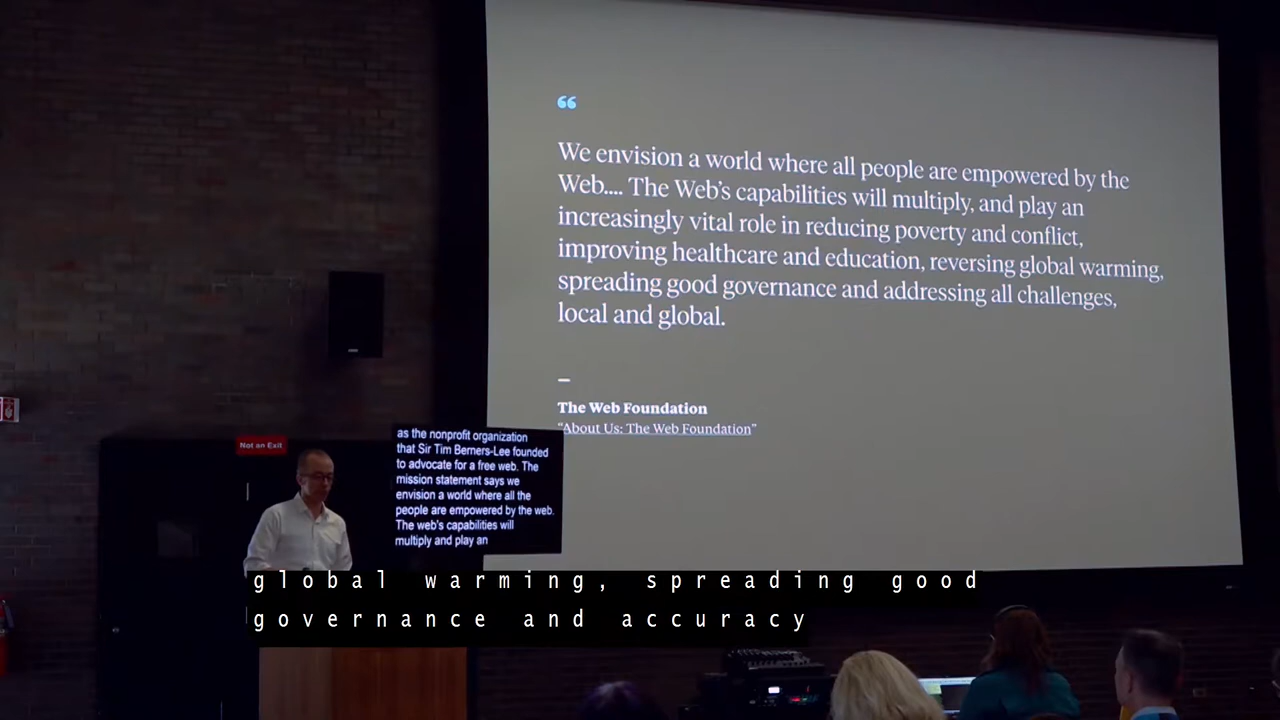 “
We envision a world where all people are empowered by the
Web.... The Web’s capabilities will multiply, and play an
increasingly vital role in reducing poverty and conflict,
improving healthcare and education, reversing global warming,
spreading good governance and addressing all challenges,
local and global.
—
The Web Foundation
“About Us: The Web Foundation”
Not an Exit
as the nonprofit organization
that Sir Tim Berners-Lee founded
to advocate for a free web. The
mission statement says we
envision a world where all the
people are empowered by the web.
The web's capabilities will
multiply and play an
global warming, spreading good
governance and accuracy